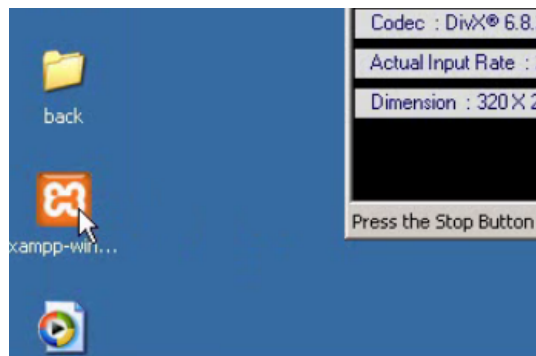 Codec : DivX® 6.8.
Actual Input Rate :
Dimension : 320 X 2
back
xampp-win...
Press the Stop Button